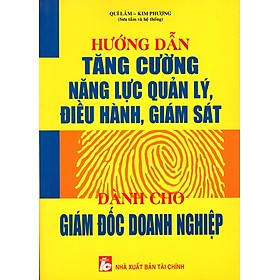 QUÍ LÂM - KIM PHƯỢNG
(Sưu tầm và hệ thống)
HƯỚNG DẪN
TĂNG CƯỜNG
NĂNG LỰC QUẢN LÝ,
ĐIỀU HÀNH, GIÁM SÁT
DÀNH CHO
GIÁM ĐỐC DOANH NGHIỆP
NHÀ XUẤT BẢN TÀI CHÍNH